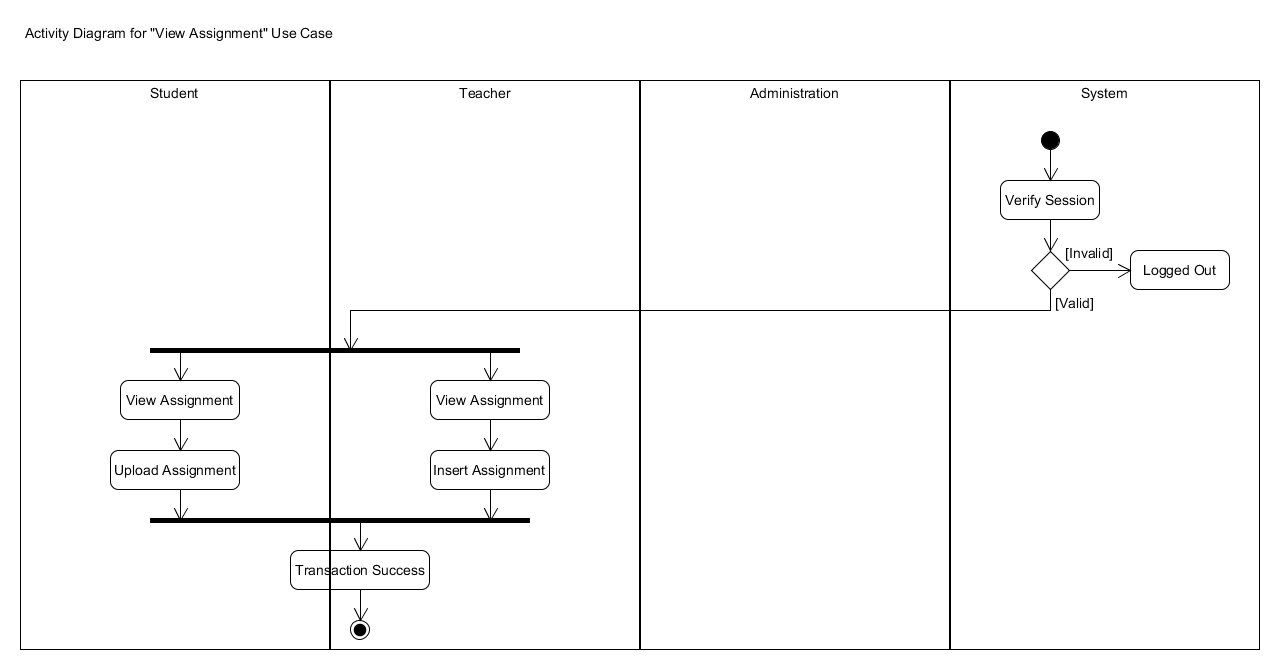 Activity Diagram for "View Assignment" Use Case
Student
Teacher
Administration
System
Verify Session
[Invalid]
Logged Out
[Valid]
View Assignment
View Assignment
Upload Assignment
Insert Assignment
Transaction Success